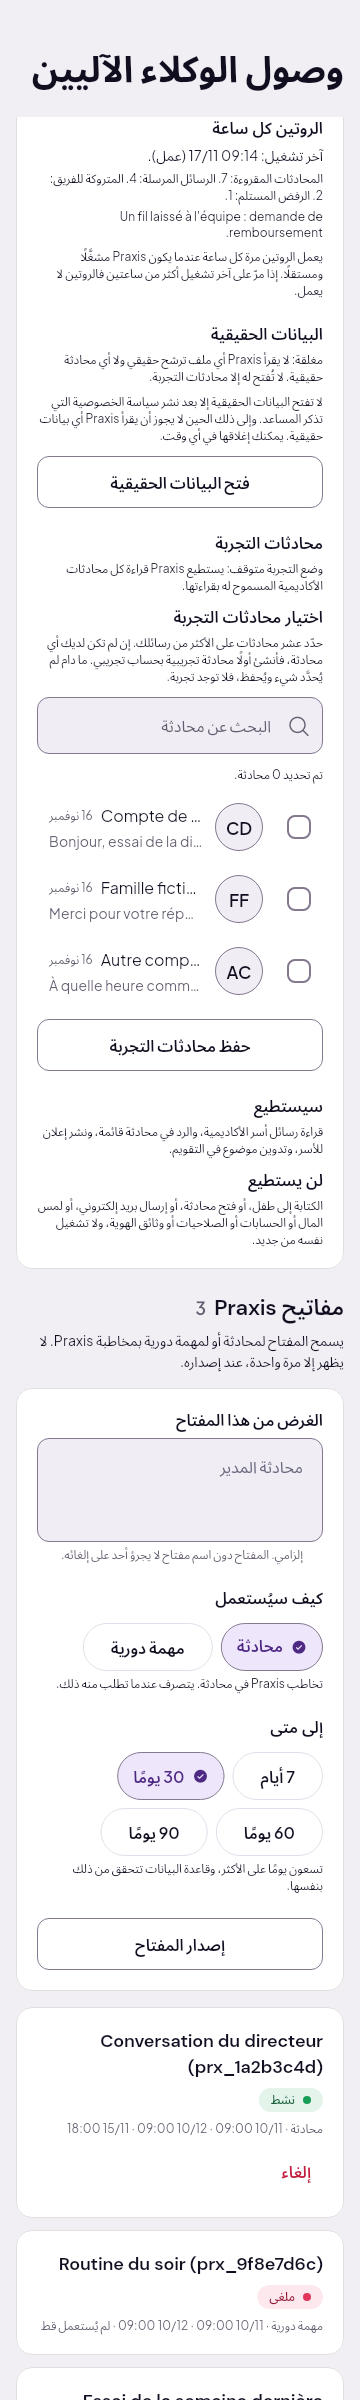 وصول الوكلاء الآليين
الروتين كل ساعة
آخر تشغيل: 17/11 09:14 (عمل).
المحادثات المقروءة: 7. الرسائل المرسلة: 4. المتروكة للفريق:
2. الرفض المستلم: 1.
Un fil laissé à l'équipe : demande de
remboursement.
يعمل الروتين مرة كل ساعة عندما يكون Praxis مشغَّلًا
ومستقلًا. إذا مرّ على آخر تشغيل أكثر من ساعتين فالروتين لا
يعمل.
البيانات الحقيقية
مغلقة: لا يقرأ Praxis أي ملف ترشح حقيقي ولا أي محادثة
حقيقية. لا تُفتح له إلا محادثات التجربة.
لا تفتح البيانات الحقيقية إلا بعد نشر سياسة الخصوصية التي
تذكر المساعد. وإلى ذلك الحين لا يجوز أن يقرأ Praxis أي بيانات
حقيقية. يمكنك إغلاقها في أي وقت.
فتح البيانات الحقيقية
محادثات التجربة
وضع التجربة متوقف: يستطيع Praxis قراءة كل محادثات
الأكاديمية المسموح له بقراءتها.
اختيار محادثات التجربة
حدّد عشر محادثات على الأكثر من رسائلك. إن لم تكن لديك أي
محادثة، فأنشئ أولًا محادثة تجريبية بحساب تجريبي. ما دام لم
يُحدَّد شيء ويُحفظ، فلا توجد تجربة.
البحث عن محادثة
تم تحديد 0 محادثة.
CD Compte de ... 16 نوفمبر
Bonjour, essai de la di...
FF Famille ficti... 16 نوفمبر
Merci pour votre rép...
AC Autre comp... 16 نوفمبر
À quelle heure comm...
حفظ محادثات التجربة
سيستطيع
قراءة رسائل أسر الأكاديمية، والرد في محادثة قائمة، ونشر إعلان
للأسر، وتدوين موضوع في التقويم.
لن يستطيع
الكتابة إلى طفل، أو فتح محادثة، أو إرسال بريد إلكتروني، أو لمس
المال أو الحسابات أو الصلاحيات أو وثائق الهوية، ولا تشغيل
نفسه من جديد.
مفاتيح Praxis 3
يسمح المفتاح لمحادثة أو لمهمة دورية بمخاطبة Praxis. لا
يظهر إلا مرة واحدة، عند إصداره.
الغرض من هذا المفتاح
محادثة المدير
إلزامي. المفتاح دون اسم مفتاح لا يجرؤ أحد على إلغائه.
كيف سيُستعمل
محادثة مهمة دورية
تخاطب Praxis في محادثة. يتصرف عندما تطلب منه ذلك.
إلى متى
7 أيام 30 يومًا
60 يومًا 90 يومًا
تسعون يومًا على الأكثر، وقاعدة البيانات تتحقق من ذلك
بنفسها.
إصدار المفتاح
Conversation du directeur
(prx_1a2b3c4d)
نشط
محادثة · 10/11 09:00 · 10/12 09:00 · 15/11 18:00
إلغاء
Routine du soir (prx_9f8e7d6c)
ملغى
مهمة دورية · 10/11 09:00 · 10/12 09:00 · لم يُستعمل قط
Essai de la semaine dernière